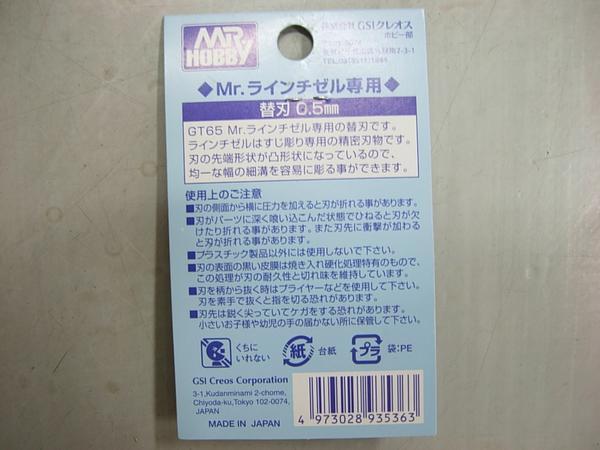 MR
HOBBY
株式会社 GSIクレオス
ホビー部
◆Mr.ラインチゼル専用◆
替刃 0.5mm
GT65 Mr.ラインチゼル専用の替刃です。
ラインチゼルはすじ彫り専用の精密刃物です。
刃の先端形状が凸形状になっているので、
均一な幅の細溝を容易に彫る事ができます。
使用上のご注意
■刃の側面から横に圧力を加えると刃が折れる事があります。
■刃がパーツに深く喰い込こんだ状態でひねると刃が欠
けたり折れる事があります。また刃先に衝撃が加わる
と刃が折れる事があります。
■プラスチック製品以外には使用しないで下さい。
■刃の表面の黒い皮膜は焼き入れ硬化処理特有のもので、
この処理が刃の耐久性と切れ味を維持しています。
■刃を柄から抜く時はプライヤーなどを使用して下さい。
刃を素手で抜くと指を切る恐れがあります。
■刃先は鋭く尖っていてケガをする恐れがあります。
小さいお子様や幼児の手の届かない所に保管して下さい。
くちに
いれない
紙 台紙
プラ 袋:PE
GSI Creos Corporation
3-1,Kudanminami 2-chome,
Chiyoda-ku,Tokyo 102-0074,
JAPAN
MADE IN JAPAN
4 973028 935363